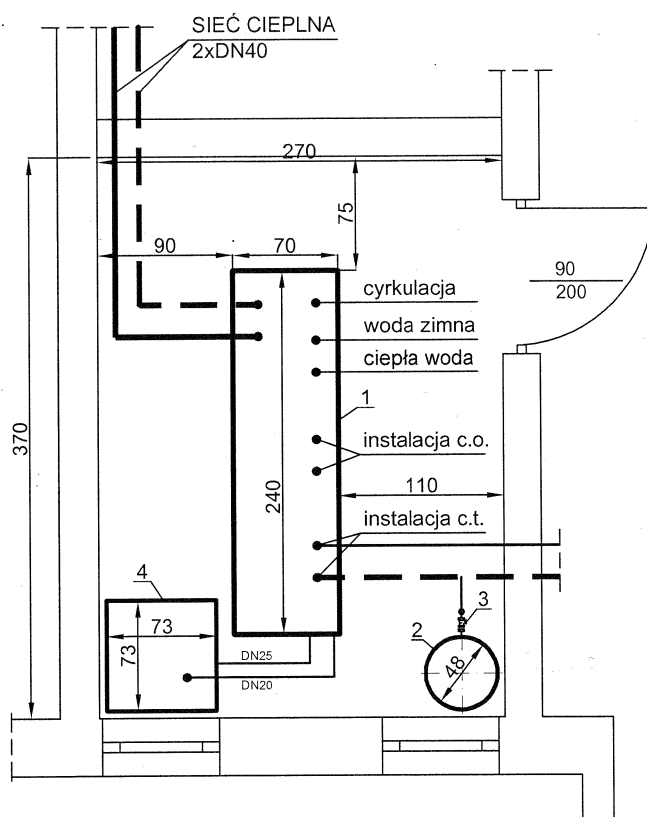 SIEĆ CIEPLNA
2xDN40
270
75
90
70
90
200
cyrkulacja
woda zimna
ciepła woda
1
370
240
instalacja c.o.
110
instalacja c.t.
4
73
73
3
2
48
DN25
DN20